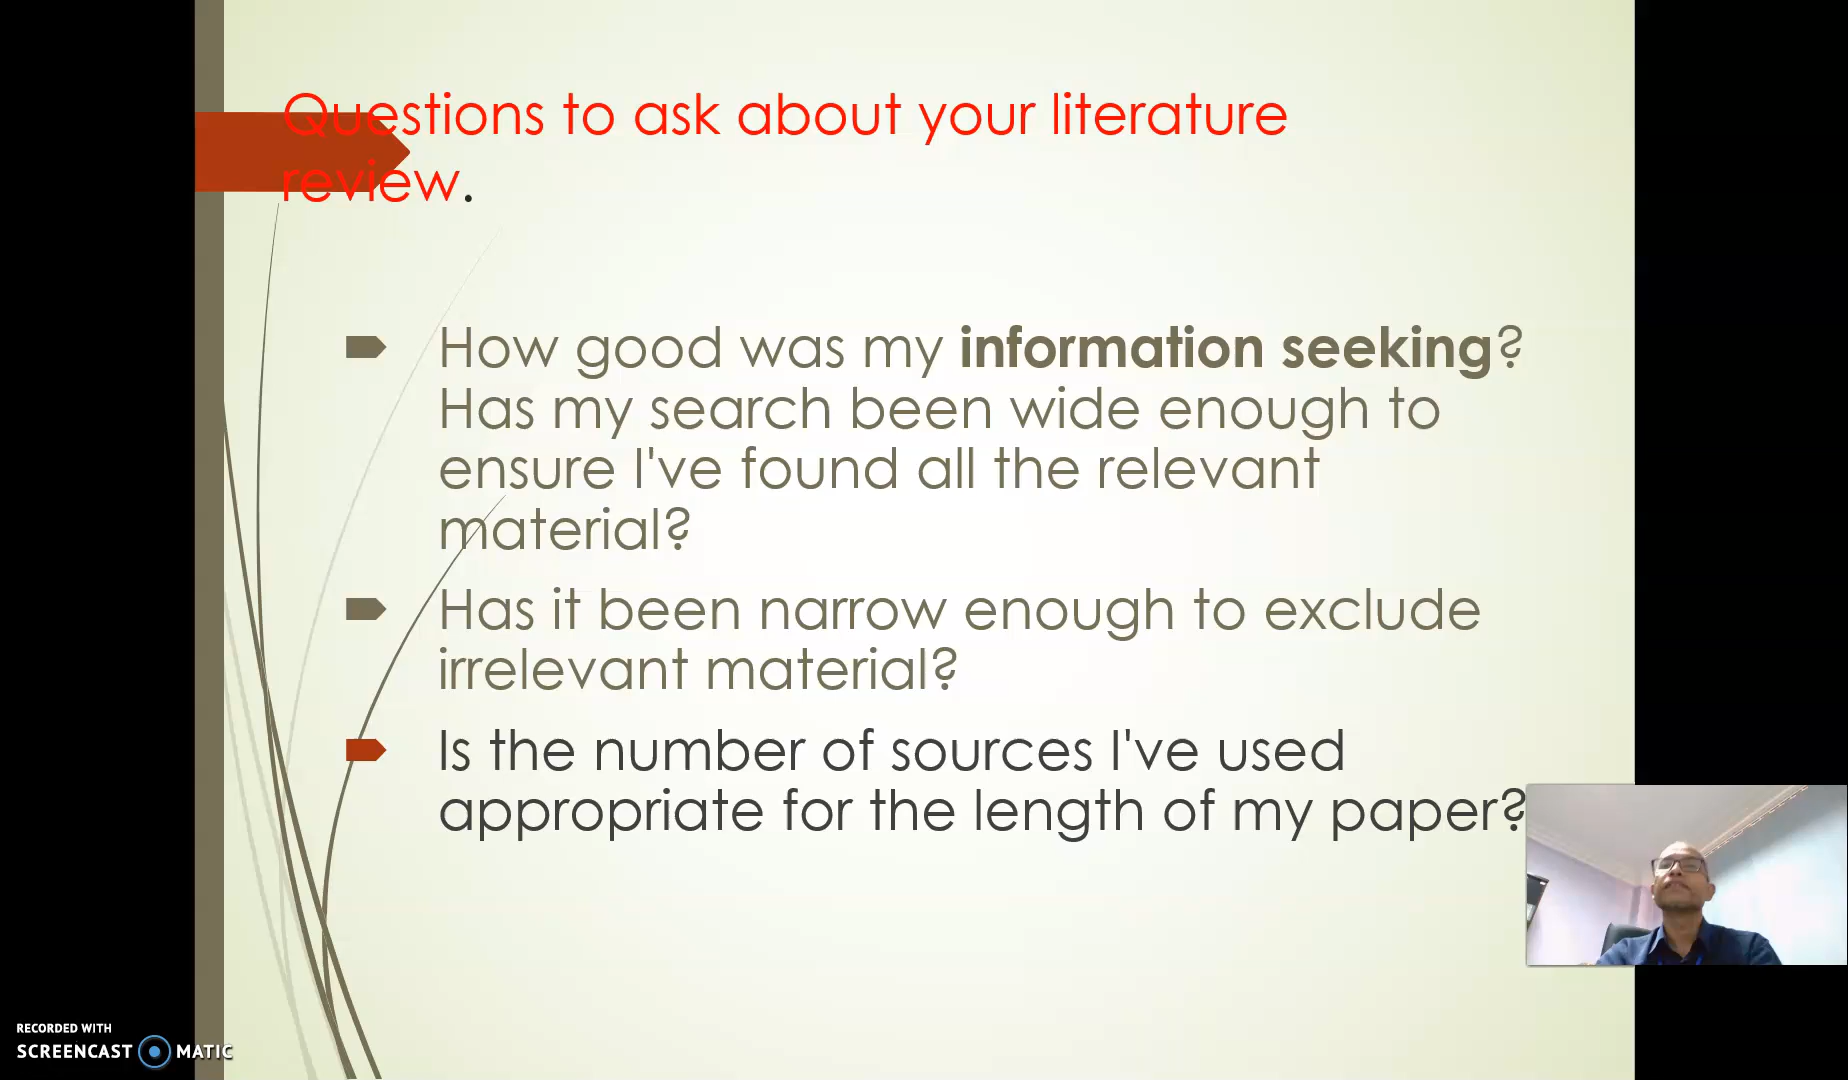 Questions to ask about your literature
review.
How good was my information seeking?
Has my search been wide enough to
ensure I've found all the relevant
material?
Has it been narrow enough to exclude
irrelevant material?
Is the number of sources I've used
appropriate for the length of my paper?
RECORDED WITH
SCREENCAST MATIC